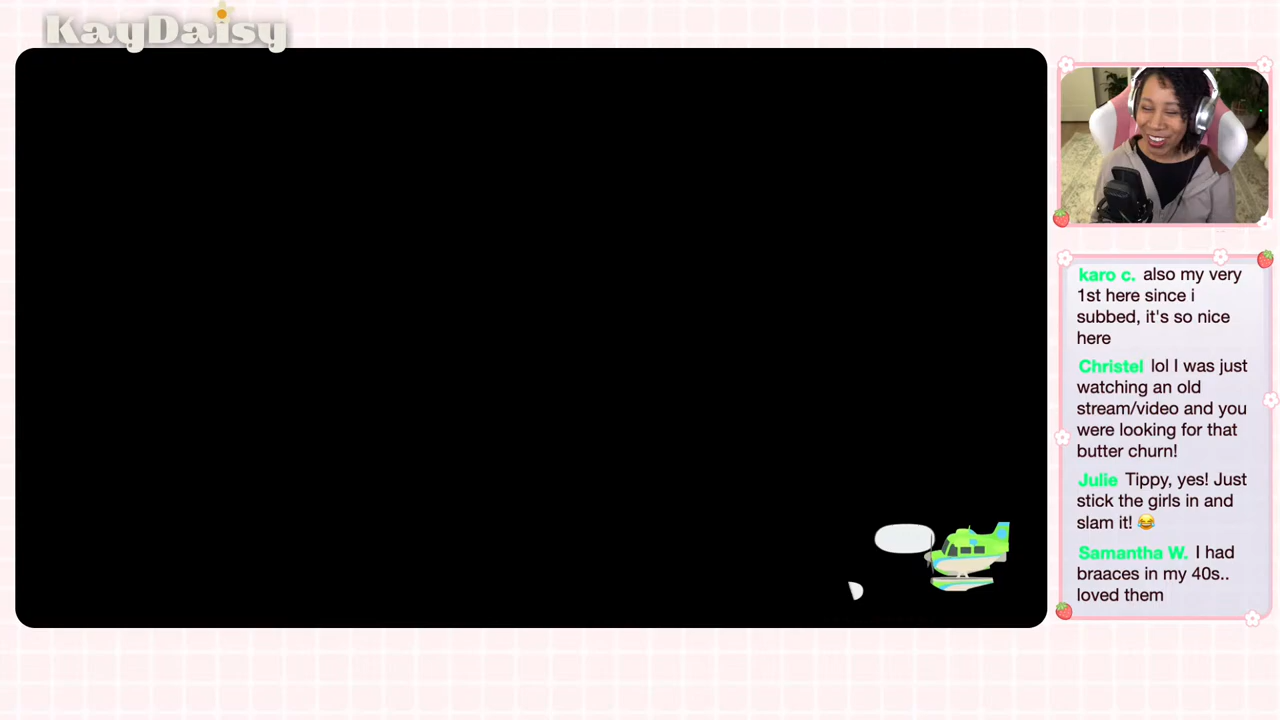 KayDaisy
karo c. also my very
1st here since i
subbed, it's so nice
here
Christel lol I was just
watching an old
stream/video and you
were looking for that
butter churn!
Julie Tippy, yes! Just
stick the girls in and
slam it! 😂
Samantha W. I had
braaces in my 40s..
loved them